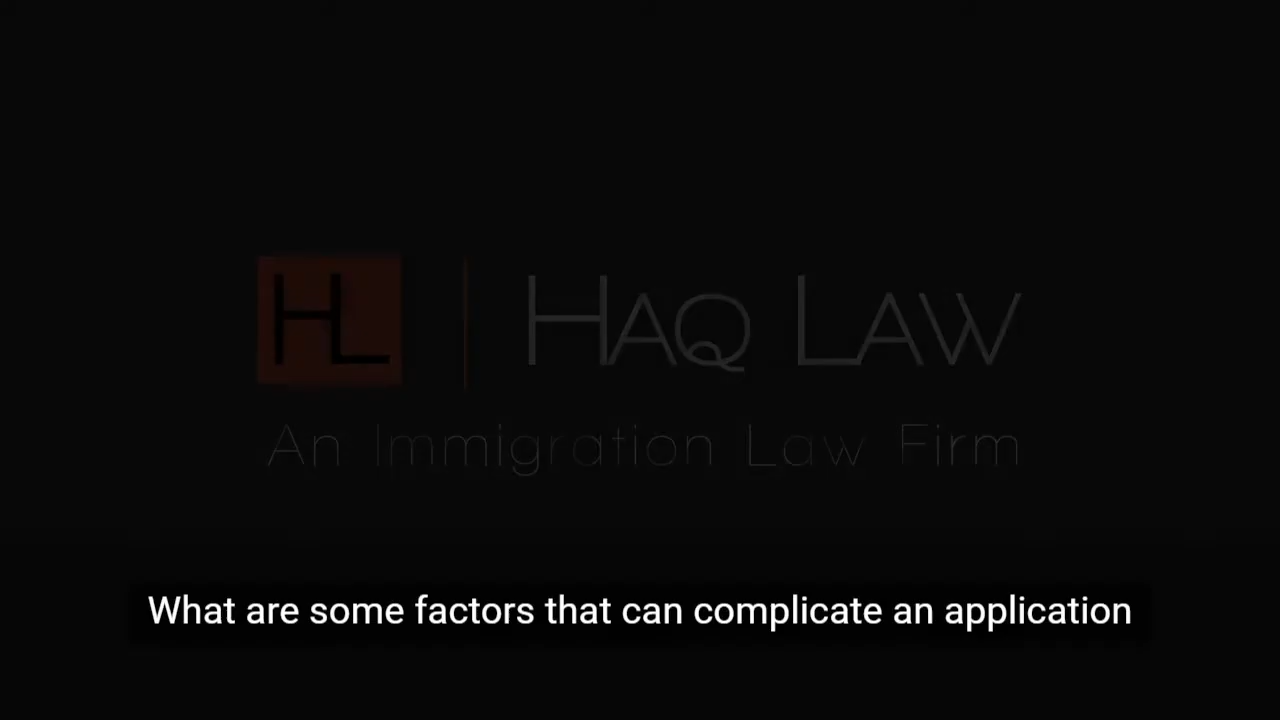 HL
HAQ LAW
An Immigration Law Firm
What are some factors that can complicate an application